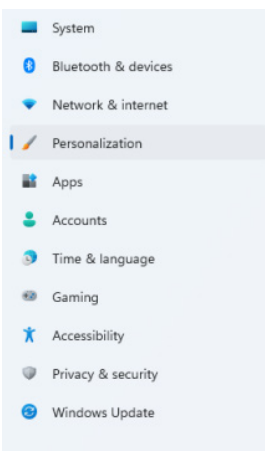 System
Bluetooth & devices
Network & internet
Personalization
Apps
Accounts
Time & language
Gaming
Accessibility
Privacy & security
Windows Update